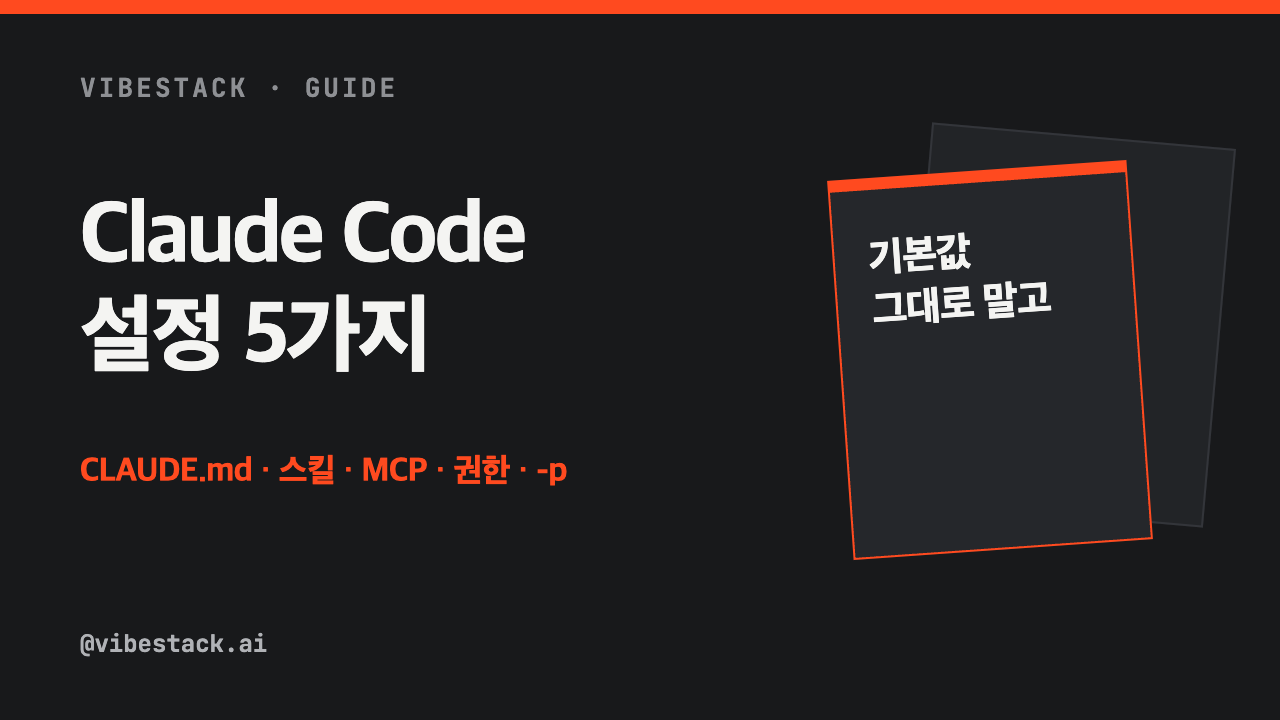 VIBESTACK · GUIDE
Claude Code
설정 5가지
CLAUDE.md · 스킬 · MCP · 권한 · -p
기본값
그대로 말고
@vibestack.ai